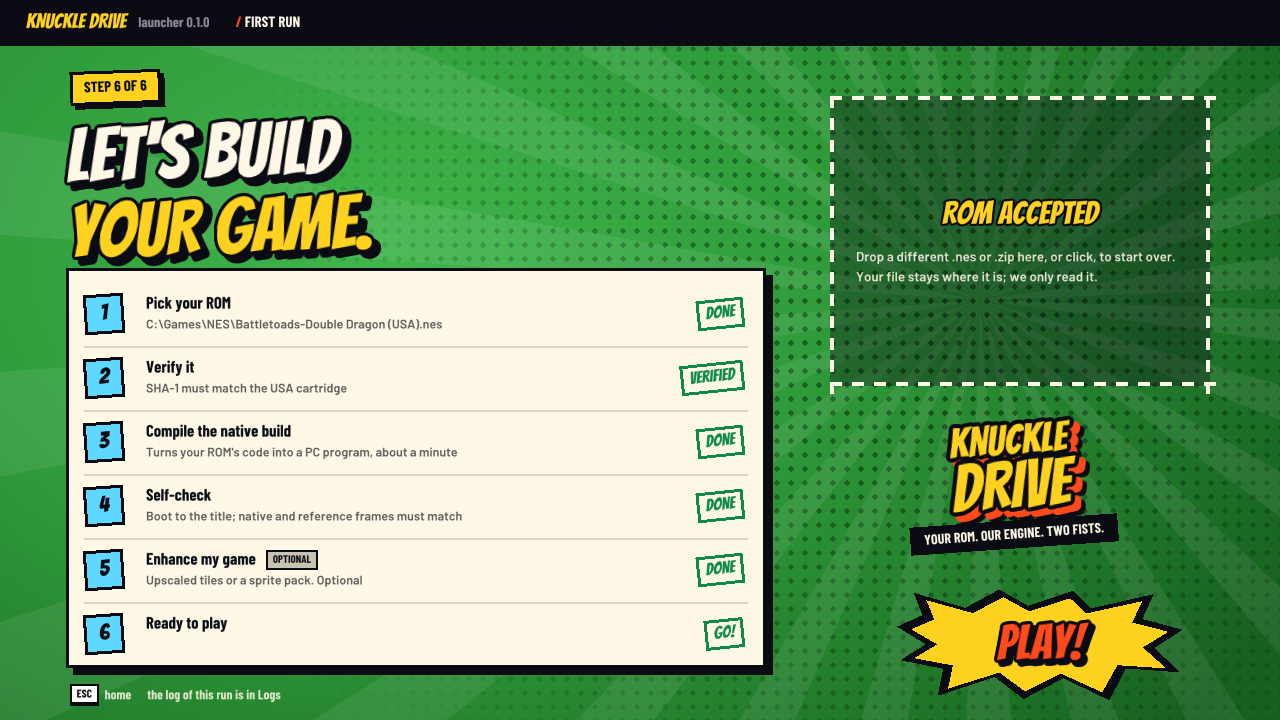 KNUCKLE DRIVE launcher 0.1.0 / FIRST RUN
STEP 6 OF 6
LET'S BUILD
YOUR GAME.
1 Pick your ROM DONE
C:\Games\NES\Battletoads-Double Dragon (USA).nes
2 Verify it VERIFIED
SHA-1 must match the USA cartridge
3 Compile the native build DONE
Turns your ROM's code into a PC program, about a minute
4 Self-check DONE
Boot to the title; native and reference frames must match
5 Enhance my game OPTIONAL DONE
Upscaled tiles or a sprite pack. Optional
6 Ready to play GO!
ESC home the log of this run is in Logs
ROM ACCEPTED
Drop a different .nes or .zip here, or click, to start over.
Your file stays where it is; we only read it.
KNUCKLE
DRIVE
YOUR ROM. OUR ENGINE. TWO FISTS.
PLAY!